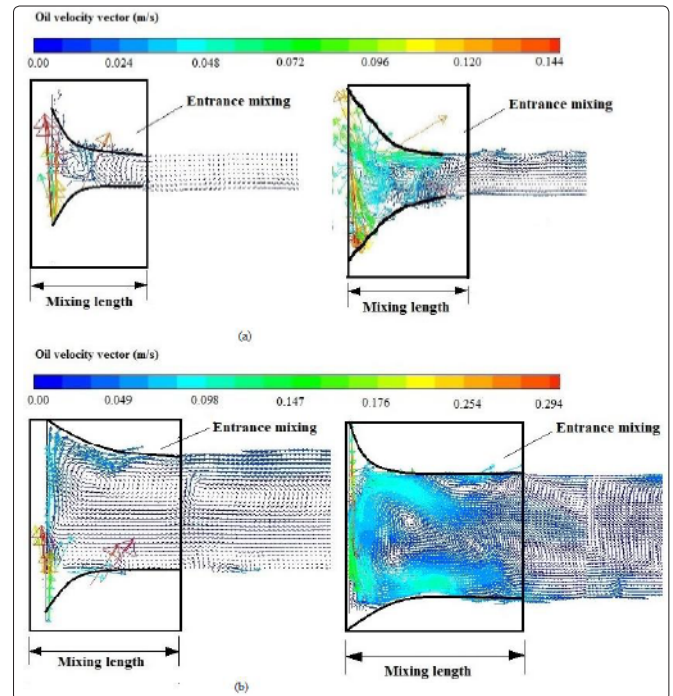 Oil velocity vector (m/s)
0.00 0.024 0.048 0.072 0.096 0.120 0.144
Entrance mixing
Entrance mixing
Mixing length
Mixing length
(a)
Oil velocity vector (m/s)
0.00 0.049 0.098 0.147 0.176 0.254 0.294
Entrance mixing
Entrance mixing
Mixing length
Mixing length
(b)